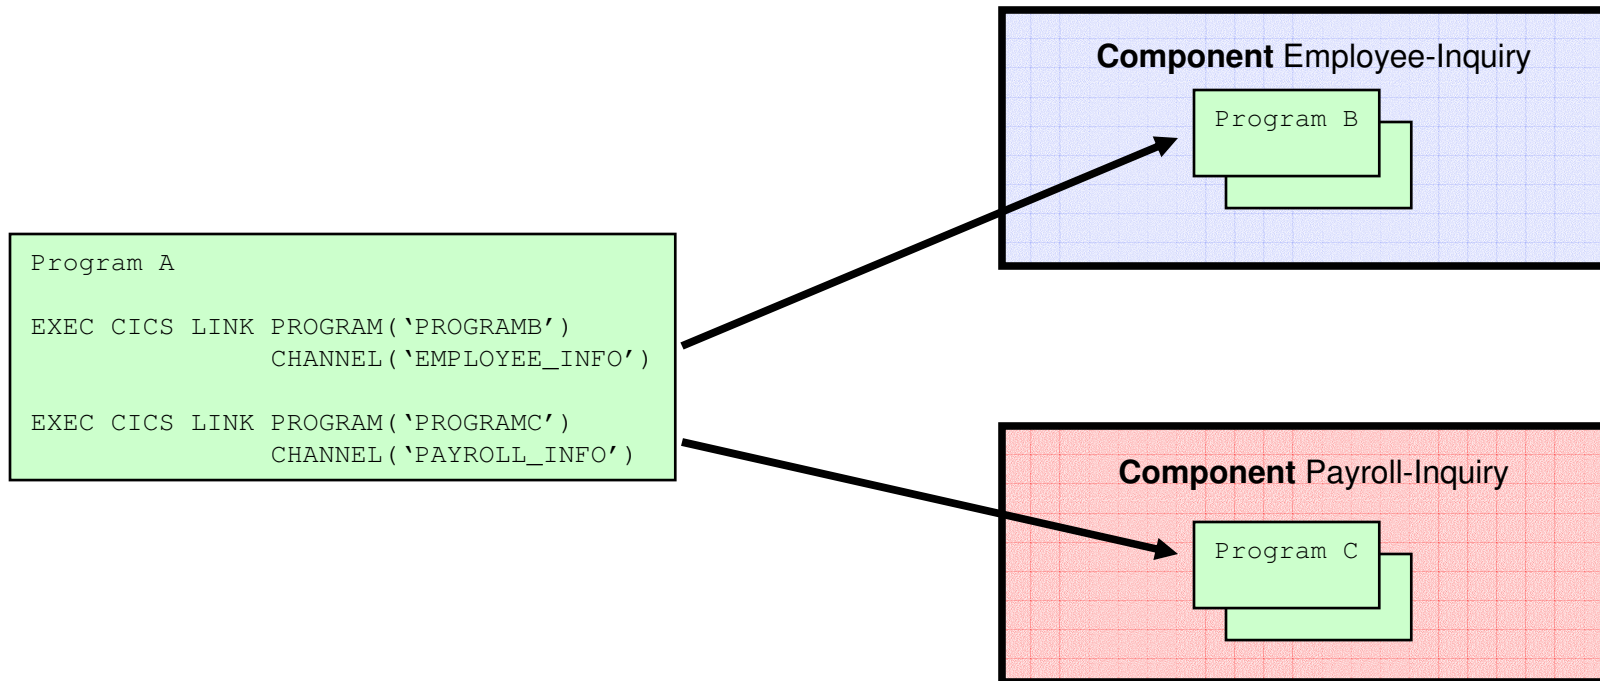 Component Employee-Inquiry
Program B
Program A
EXEC CICS LINK PROGRAM(‘PROGRAMB’)
CHANNEL(‘EMPLOYEE_INFO’)
EXEC CICS LINK PROGRAM(‘PROGRAMC’)
CHANNEL(‘PAYROLL_INFO’)
Component Payroll-Inquiry
Program C